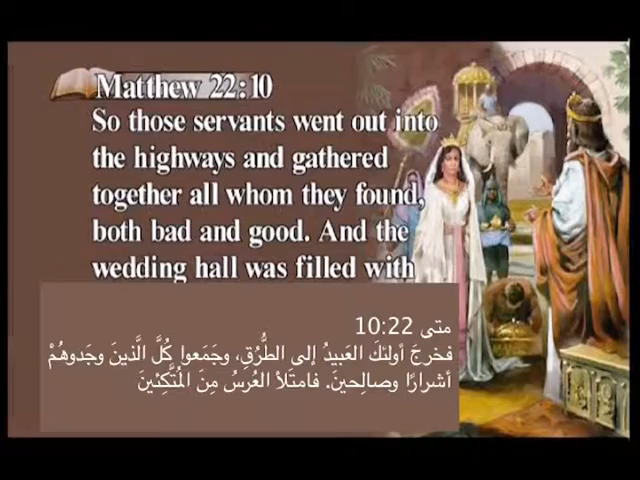 Matthew 22:10
So those servants went out into
the highways and gathered
together all whom they found,
both bad and good. And the
wedding hall was filled with
متى 10:22
فخرجَ أولئكَ العَبيدُ إلى الطُّرُقِ، وجَمَعوا كُلَّ الَّذينَ وجَدوهُمْ
أشرارًا وصالِحينَ. فامتَلأ العُرسُ مِنَ المُتَّكِئينَ